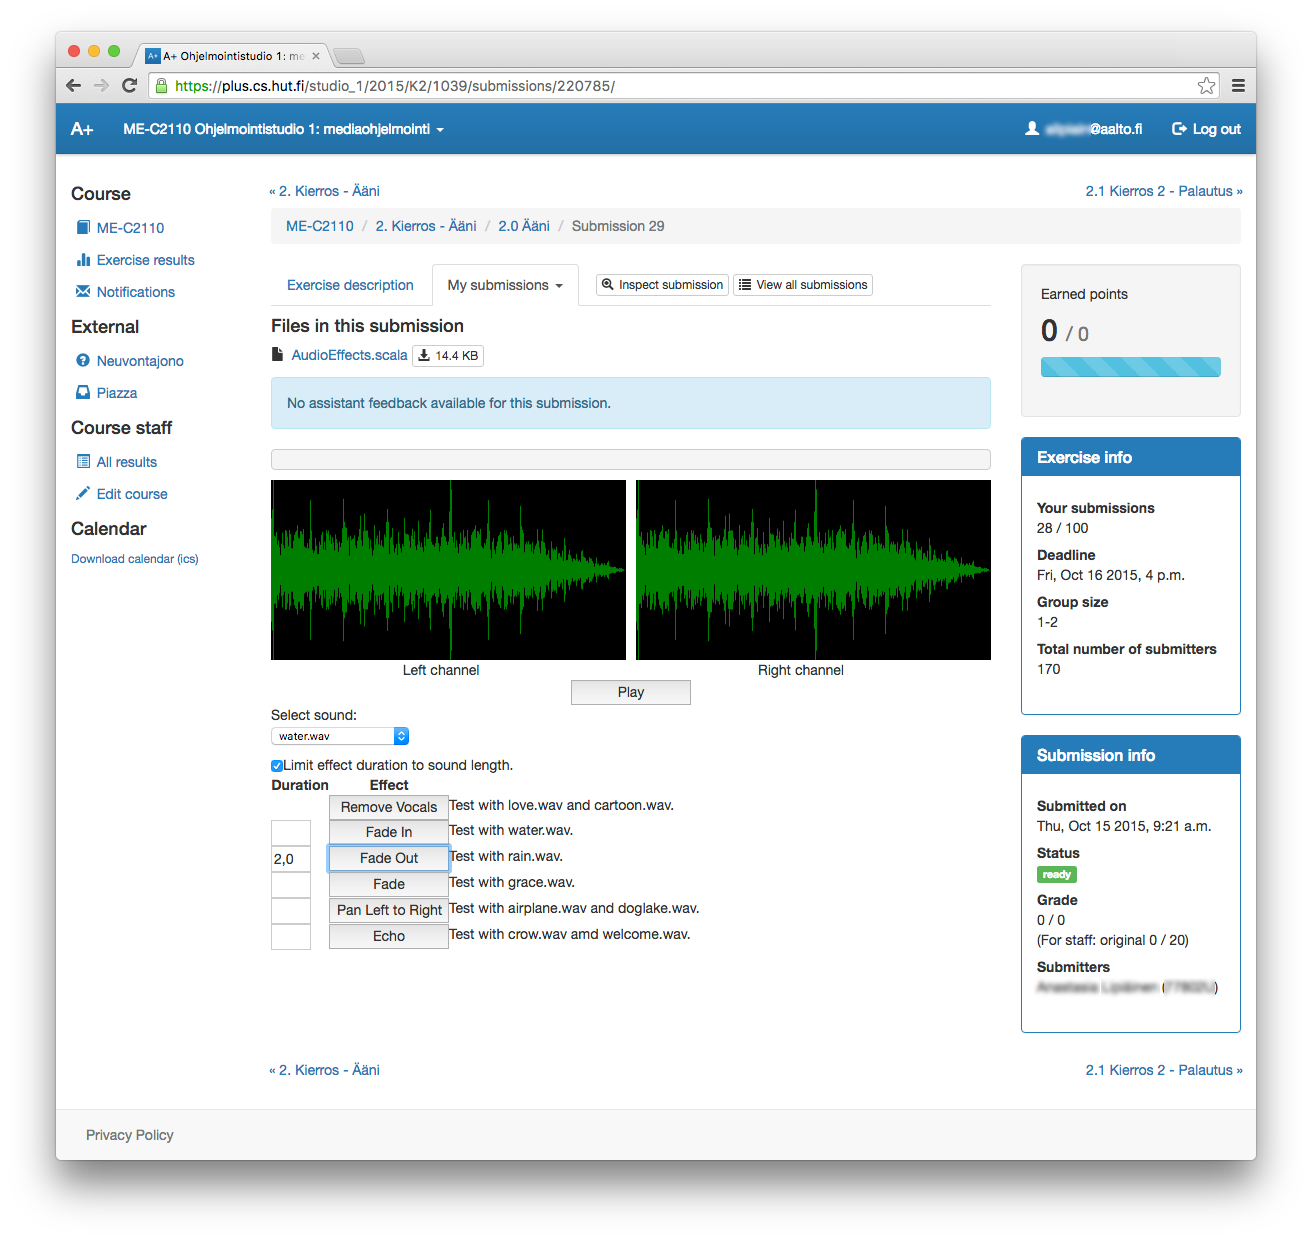 A+ Ohjelmointistudio 1: me
https://plus.cs.hut.fi/studio_1/2015/K2/1039/submissions/220785/
A+ ME-C2110 Ohjelmointistudio 1: mediaohjelmointi @aalto.fi Log out
Course
ME-C2110
Exercise results
Notifications
External
Neuvontajono
Piazza
Course staff
All results
Edit course
Calendar
Download calendar (ics)
« 2. Kierros - Ääni 2.1 Kierros 2 - Palautus »
ME-C2110 / 2. Kierros - Ääni / 2.0 Ääni / Submission 29
Exercise description My submissions Inspect submission View all submissions
Files in this submission
AudioEffects.scala 14.4 KB
No assistant feedback available for this submission.
Left channel Right channel
Play
Select sound:
water.wav
Limit effect duration to sound length.
Duration Effect
Remove Vocals Test with love.wav and cartoon.wav.
Fade In Test with water.wav.
2,0 Fade Out Test with rain.wav.
Fade Test with grace.wav.
Pan Left to Right Test with airplane.wav and doglake.wav.
Echo Test with crow.wav amd welcome.wav.
Earned points
0 / 0
Exercise info
Your submissions
28 / 100
Deadline
Fri, Oct 16 2015, 4 p.m.
Group size
1-2
Total number of submitters
170
Submission info
Submitted on
Thu, Oct 15 2015, 9:21 a.m.
Status
ready
Grade
0 / 0
(For staff: original 0 / 20)
Submitters
« 2. Kierros - Ääni 2.1 Kierros 2 - Palautus »
Privacy Policy